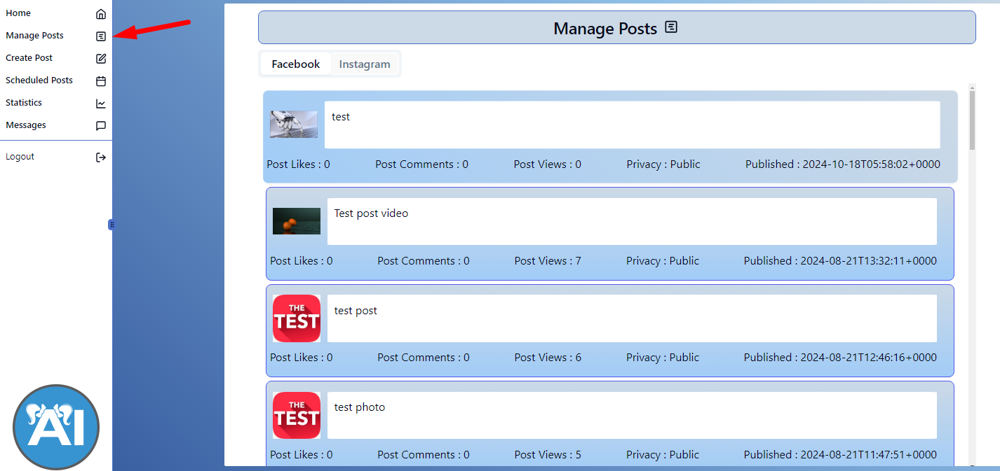 Home
Manage Posts
Create Post
Scheduled Posts
Statistics
Messages
Logout
AI
Manage Posts
Facebook Instagram
test
Post Likes : 0 Post Comments : 0 Post Views : 0 Privacy : Public Published : 2024-10-18T05:58:02+0000
Test post video
Post Likes : 0 Post Comments : 0 Post Views : 7 Privacy : Public Published : 2024-08-21T13:32:11+0000
THE
TEST
test post
Post Likes : 0 Post Comments : 0 Post Views : 6 Privacy : Public Published : 2024-08-21T12:46:16+0000
THE
TEST
test photo
Post Likes : 0 Post Comments : 0 Post Views : 5 Privacy : Public Published : 2024-08-21T11:47:51+0000